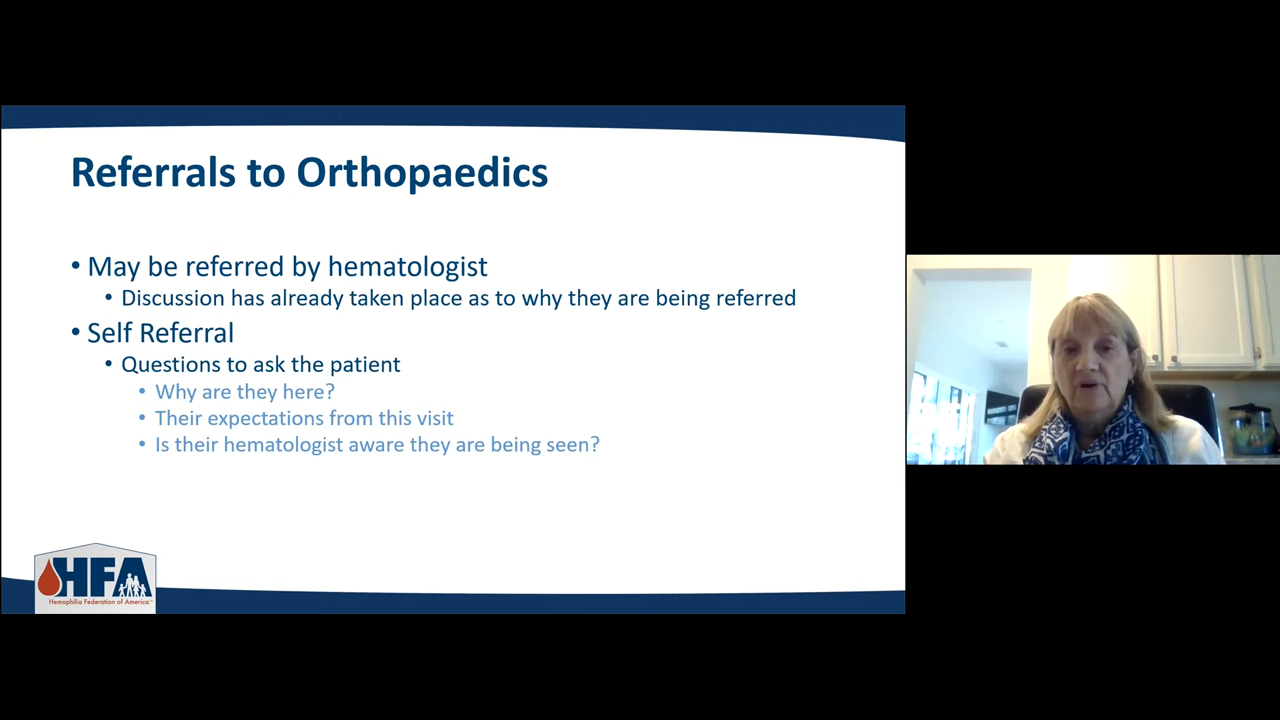 Referrals to Orthopaedics
• May be referred by hematologist
• Discussion has already taken place as to why they are being referred
• Self Referral
• Questions to ask the patient
• Why are they here?
• Their expectations from this visit
• Is their hematologist aware they are being seen?
HFA
Hemophilia Federation of America™